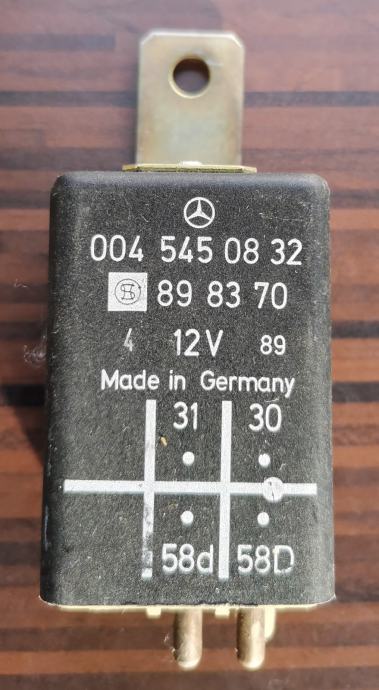 004 545 08 32
S 89 83 70
4 12V 89
Made in Germany
31 30
58d 58D